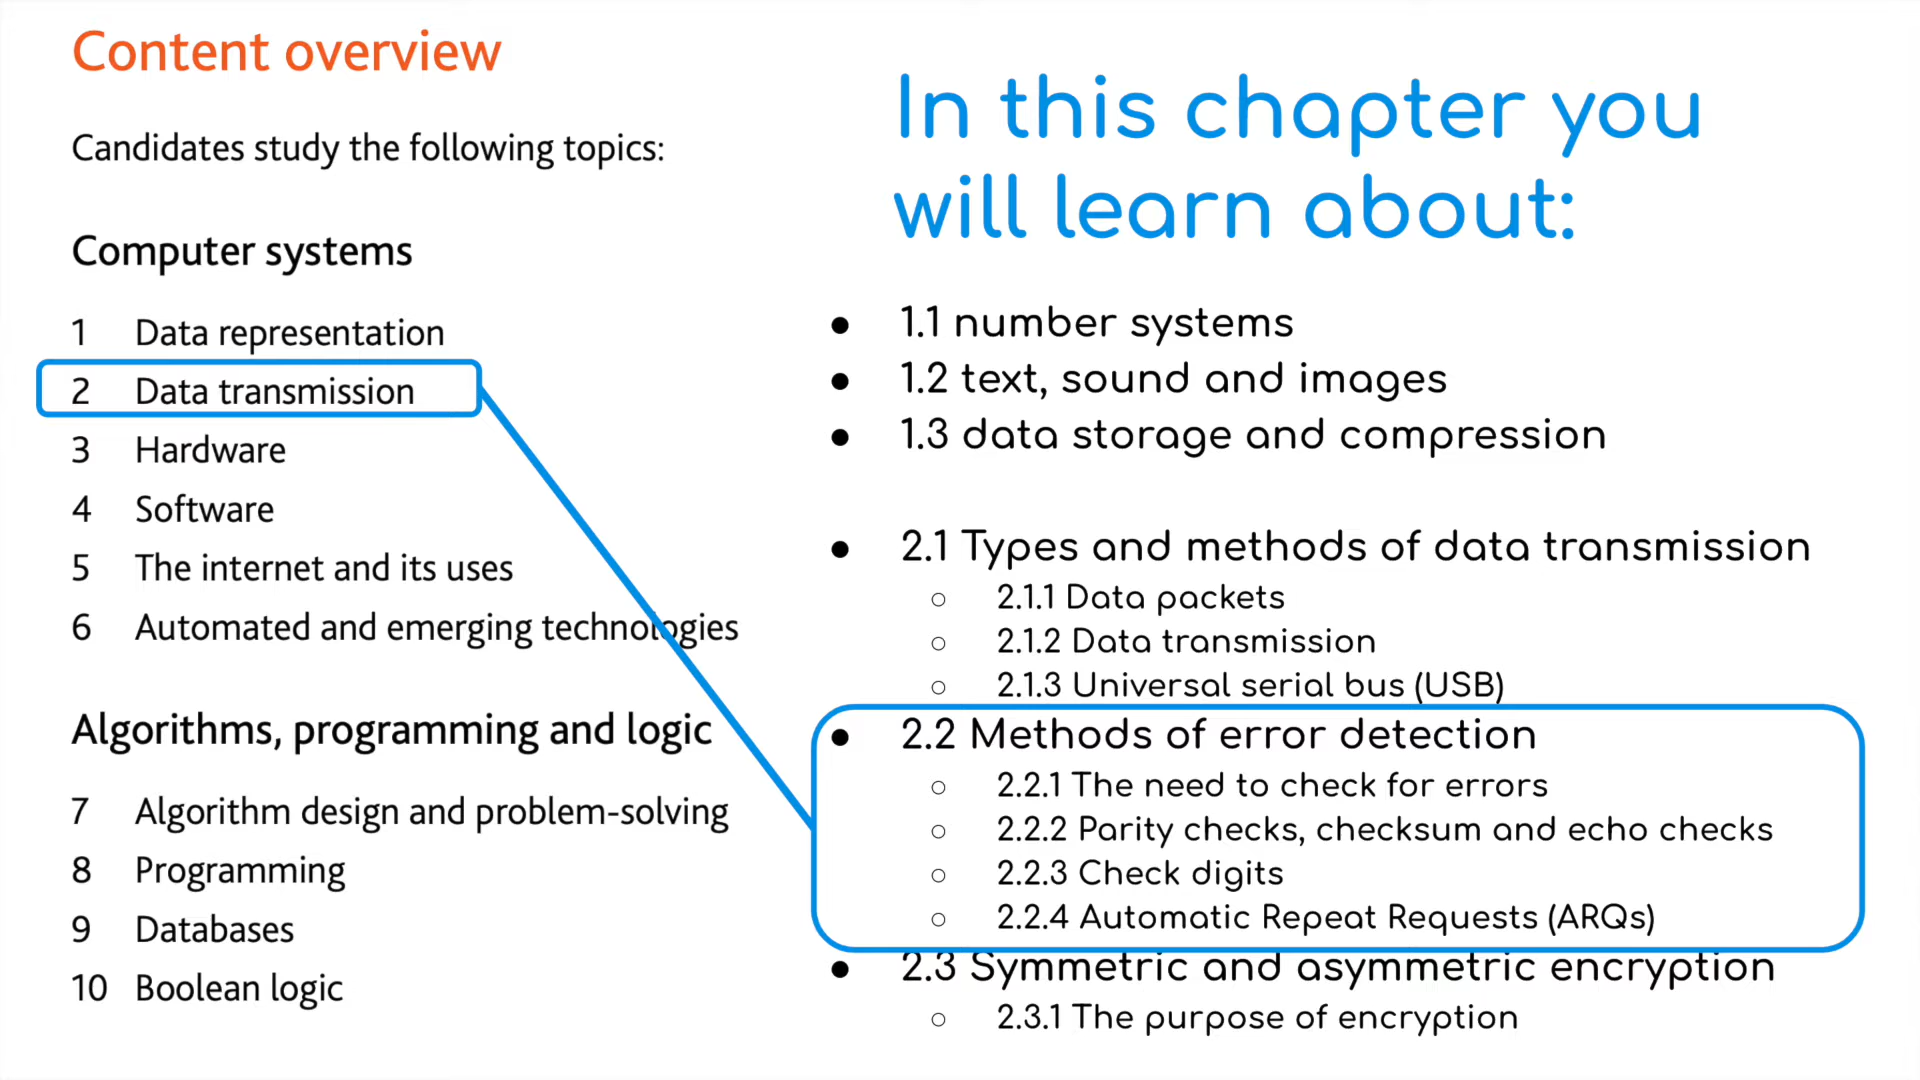 Content overview
Candidates study the following topics:
Computer systems
1 Data representation
2 Data transmission
3 Hardware
4 Software
5 The internet and its uses
6 Automated and emerging technologies
Algorithms, programming and logic
7 Algorithm design and problem-solving
8 Programming
9 Databases
10 Boolean logic
In this chapter you
will learn about:
● 1.1 number systems
● 1.2 text, sound and images
● 1.3 data storage and compression
● 2.1 Types and methods of data transmission
○ 2.1.1 Data packets
○ 2.1.2 Data transmission
○ 2.1.3 Universal serial bus (USB)
● 2.2 Methods of error detection
○ 2.2.1 The need to check for errors
○ 2.2.2 Parity checks, checksum and echo checks
○ 2.2.3 Check digits
○ 2.2.4 Automatic Repeat Requests (ARQs)
● 2.3 Symmetric and asymmetric encryption
○ 2.3.1 The purpose of encryption